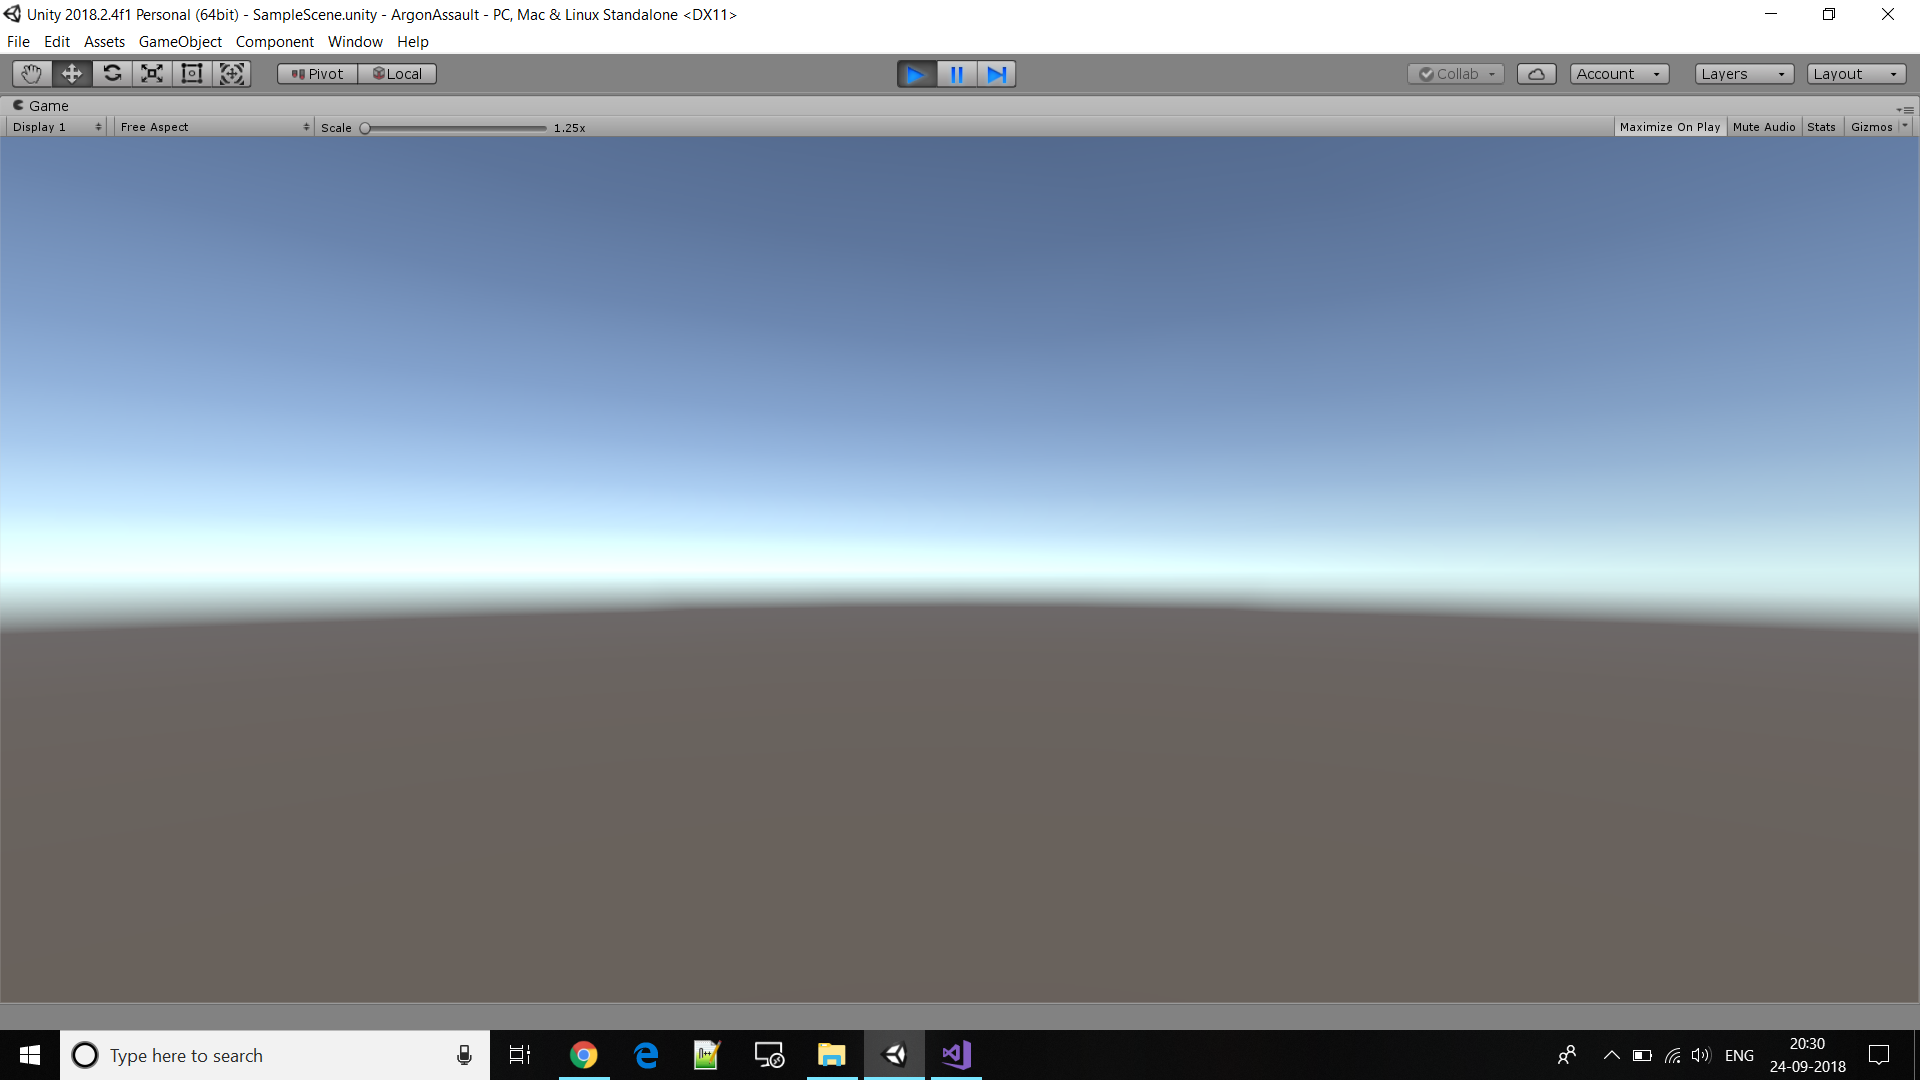 Unity 2018.2.4f1 Personal (64bit) - SampleScene.unity - ArgonAssault - PC, Mac & Linux Standalone <DX11>
File Edit Assets GameObject Component Window Help
Pivot Local Collab Account Layers Layout
Game
Display 1 Free Aspect Scale 1.25x Maximize On Play Mute Audio Stats Gizmos
Type here to search ENG 20:30
24-09-2018